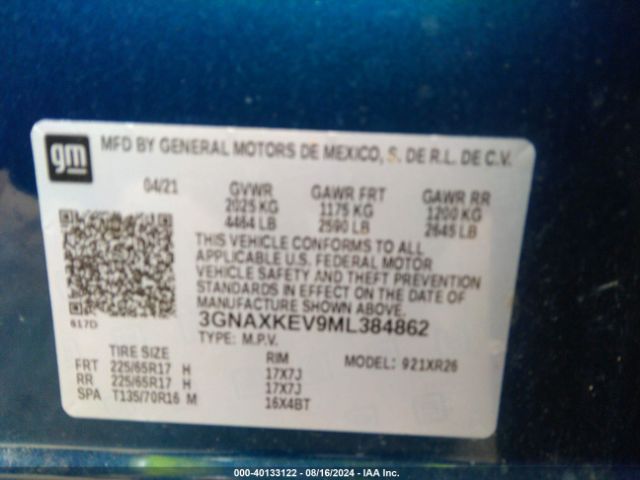 gm MFD BY GENERAL MOTORS DE MEXICO, S. DE R.L. DE C.V.
04/21 GVWR GAWR FRT GAWR RR
2025 KG 1175 KG 1200 KG
4464 LB 2590 LB 2645 LB
THIS VEHICLE CONFORMS TO ALL
APPLICABLE U.S. FEDERAL MOTOR
VEHICLE SAFETY AND THEFT PREVENTION
STANDARDS IN EFFECT ON THE DATE OF
MANUFACTURE SHOWN ABOVE.
617D 3GNAXKEV9ML384862
TYPE: M.P.V.
TIRE SIZE RIM MODEL: 921XR26
FRT 225/65R17 H 17X7J
RR 225/65R17 H 17X7J
SPA T135/70R16 M 16X4BT
000-40133122 - 08/16/2024 - IAA Inc.